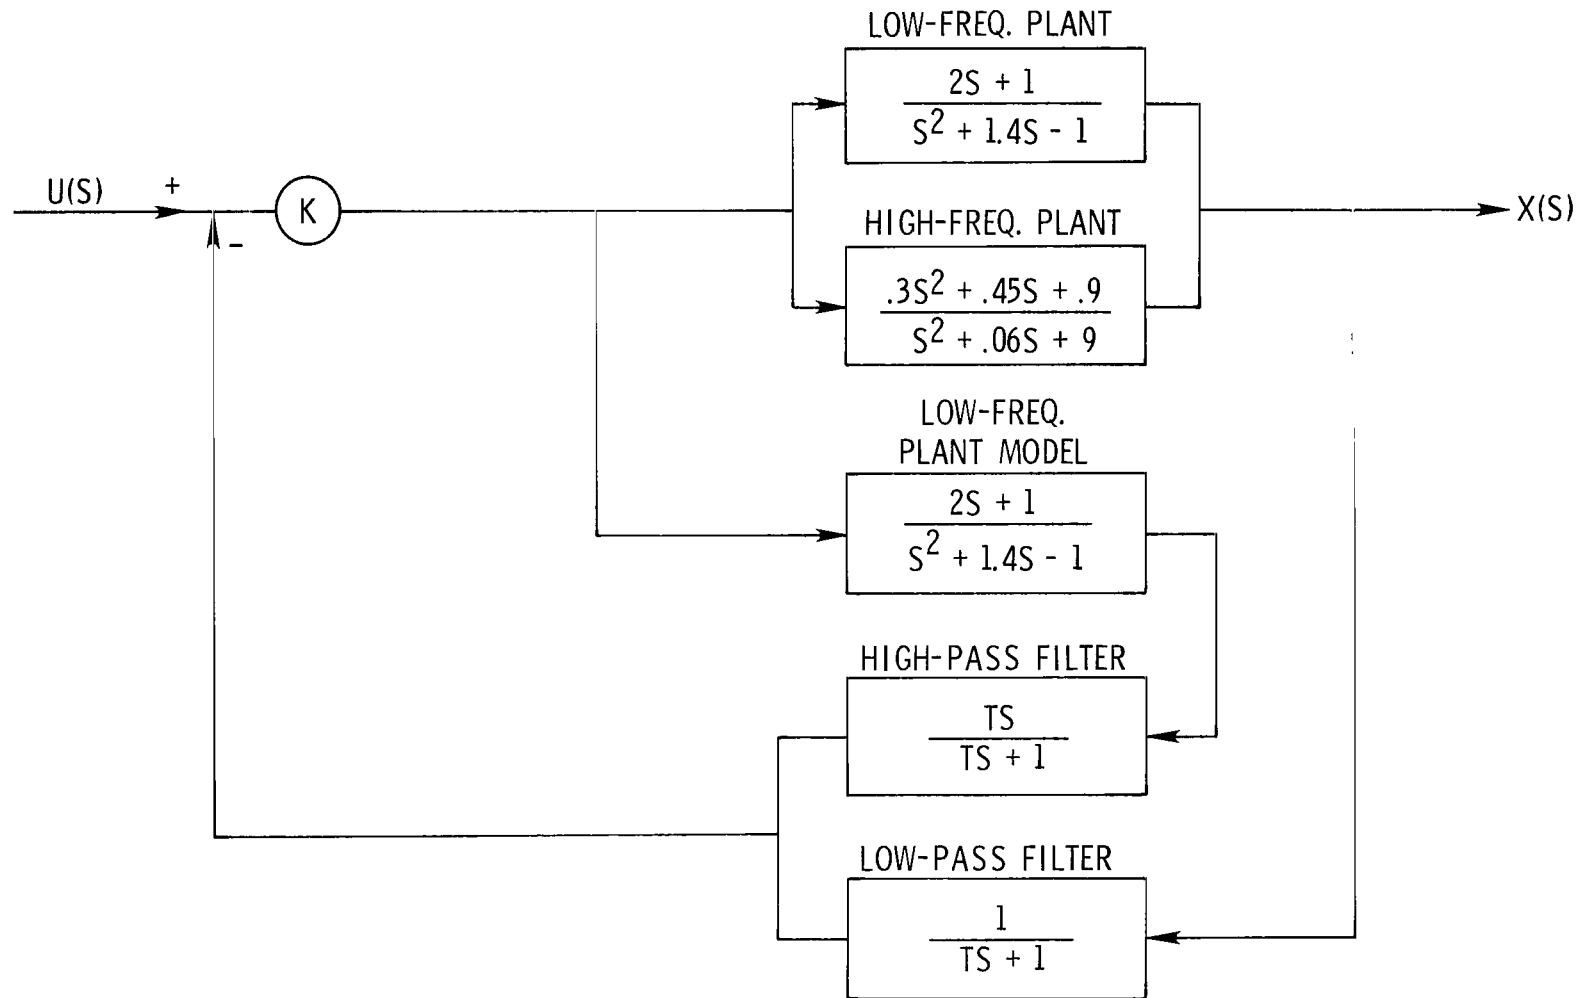 LOW-FREQ. PLANT
2S + 1
S² + 1.4S - 1
U(S)
+
K
-
HIGH-FREQ. PLANT
.3S² + .45S + .9
S² + .06S + 9
X(S)
LOW-FREQ.
PLANT MODEL
2S + 1
S² + 1.4S - 1
HIGH-PASS FILTER
TS
TS + 1
LOW-PASS FILTER
1
TS + 1